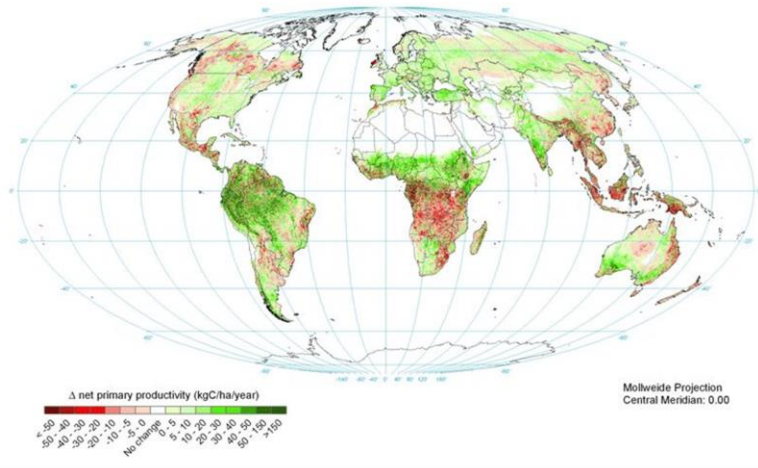 Δ net primary productivity (kgC/ha/year)
< -50
-50 - -40
-40 - -30
-30 - -20
-20 - -10
-10 - -5
-5 - 0
No change
0 - 5
5 - 10
10 - 20
20 - 30
30 - 40
40 - 50
50 - 150
>150
Mollweide Projection
Central Meridian: 0.00